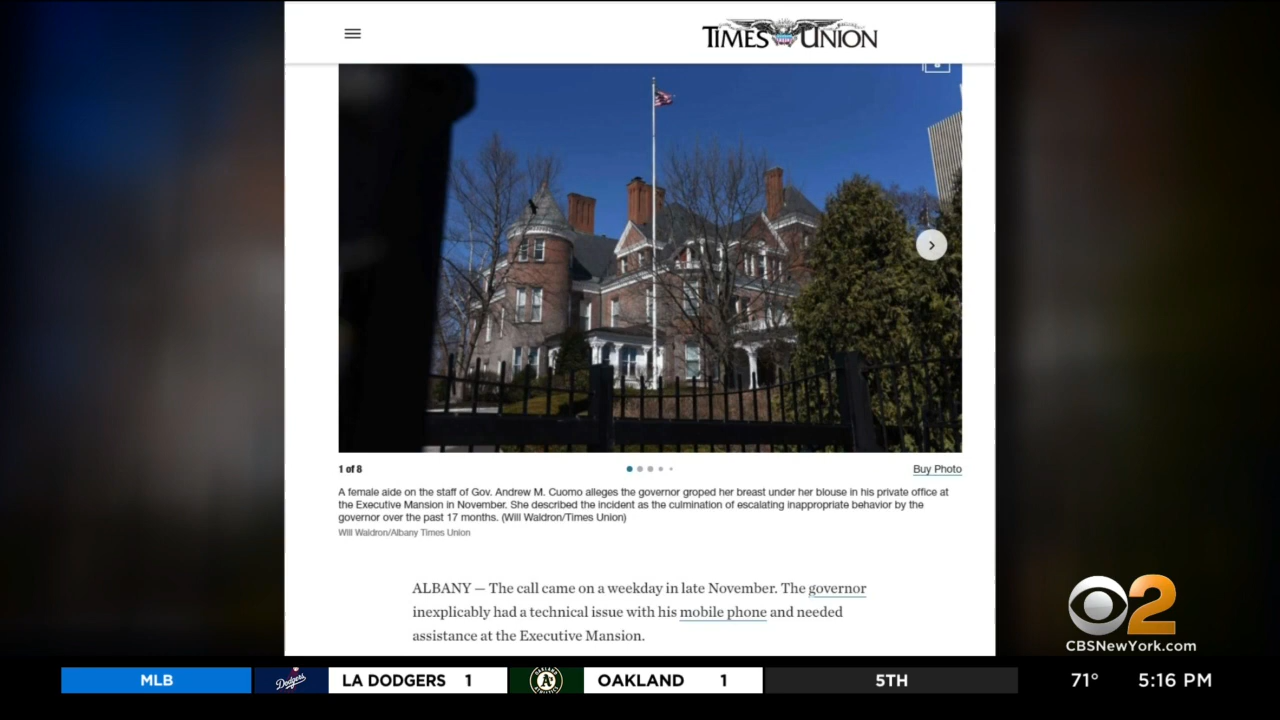 TIMES UNION
1 of 8
Buy Photo
A female aide on the staff of Gov. Andrew M. Cuomo alleges the governor groped her breast under her blouse in his private office at
the Executive Mansion in November. She described the incident as the culmination of escalating inappropriate behavior by the
governor over the past 17 months. (Will Waldron/Times Union)
Will Waldron/Albany Times Union
ALBANY — The call came on a weekday in late November. The governor
inexplicably had a technical issue with his mobile phone and needed
assistance at the Executive Mansion.
2
CBSNewYork.com
MLB Dodgers LA DODGERS 1 A's OAKLAND 1 5TH 71° 5:16 PM